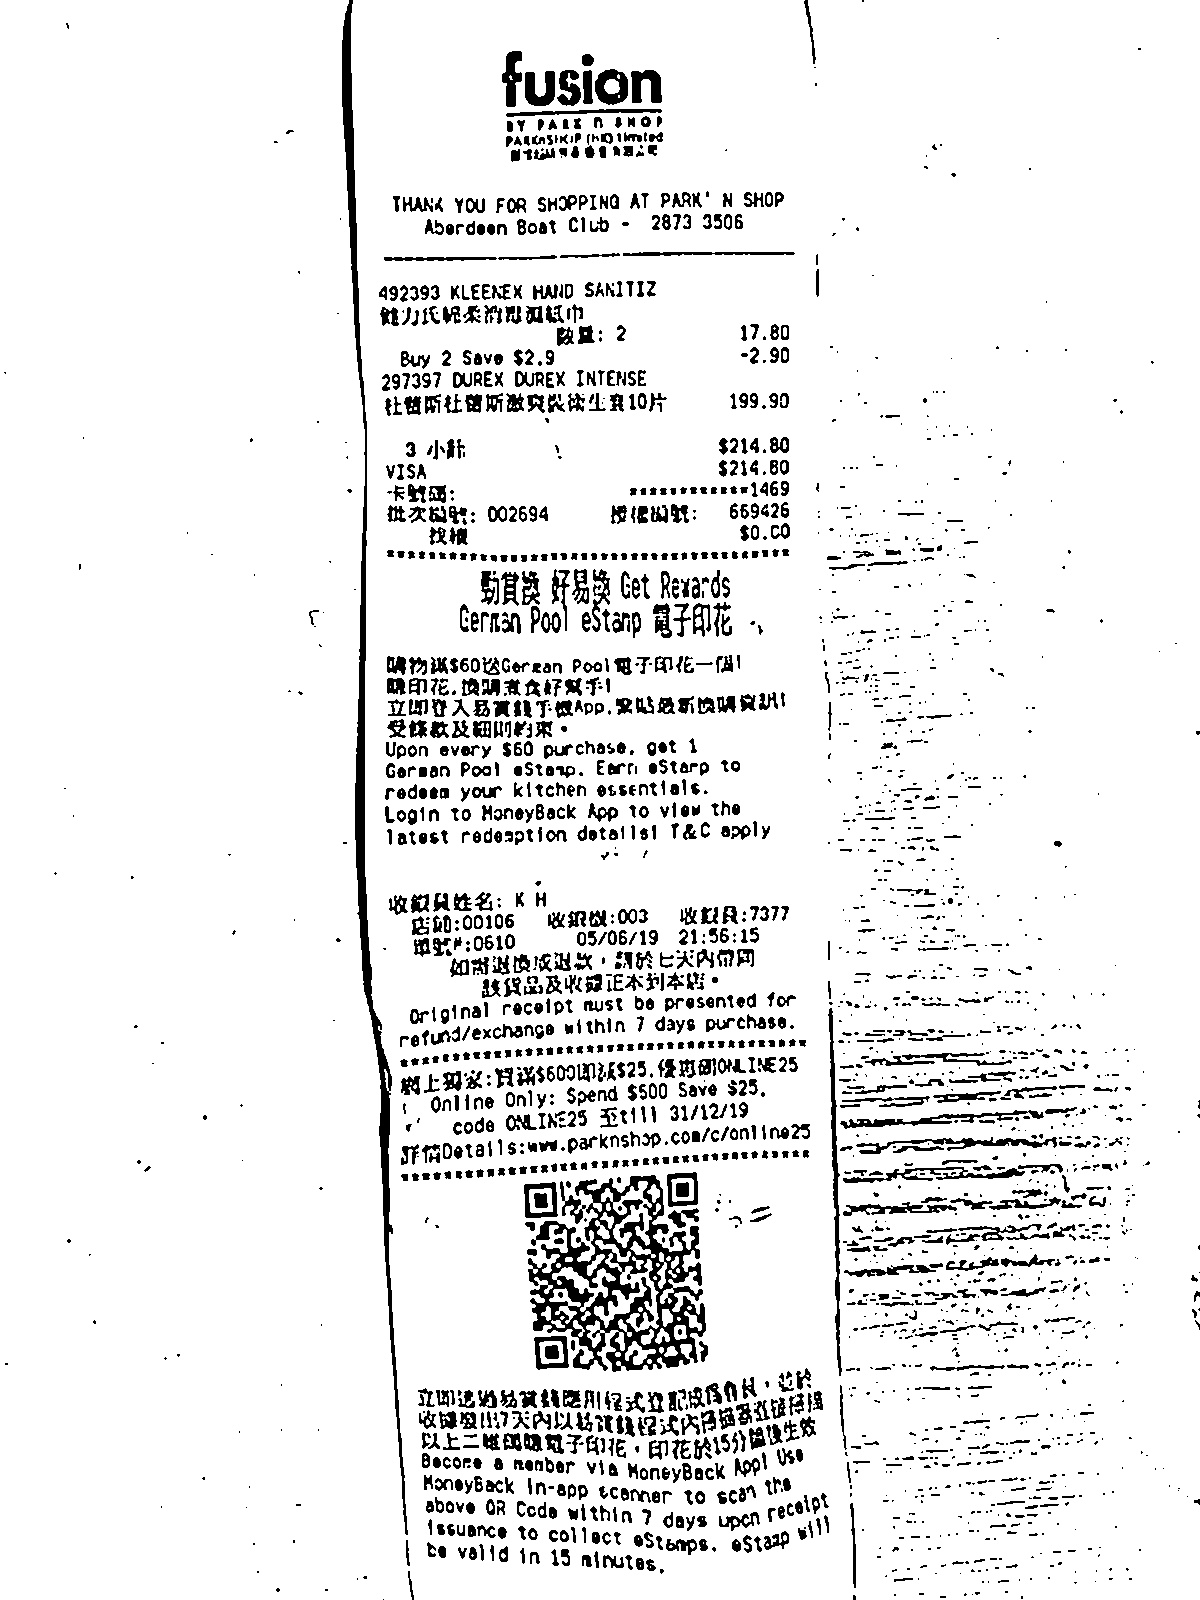 fusion
BY PARK n SHOP
PARKnSHOP (HK) Limited
THANK YOU FOR SHOPPING AT PARK' N SHOP
Aberdeen Boat Club - 2873 3506
492393 KLEENEX HAND SANITIZ
數量: 2 17.80
Buy 2 Save $2.9 -2.90
297397 DUREX DUREX INTENSE
杜蕾斯杜蕾斯激爽裝衛生套10片 199.90
3 小計 $214.80
VISA $214.80
卡號碼: ************1469
批次編號: 002694 授權編號: 669426
找續 $0.00
勁賞換 好易換 Get Rewards
German Pool eStamp 電子印花
購物滿$60送German Pool電子印花一個!
賺印花,換購煮食好幫手!
立即登入易賞錢手機App,緊貼最新換購資訊!
受條款及細則約束。
Upon every $60 purchase, get 1
German Pool eStamp. Earn eStamp to
redeem your kitchen essentials.
Login to MoneyBack App to view the
latest redemption details! T&C apply
收銀員姓名: K H
店鋪:00106 收銀機:003 收銀員:7377
單號#:0610 05/06/19 21:56:15
如需退換或退款,請於七天內帶同
該貨品及收據正本到本店。
Original receipt must be presented for
refund/exchange within 7 days purchase.
網上獨家:買滿$600即減$25,優惠碼ONLINE25
Online Only: Spend $500 Save $25,
code ONLINE25 至till 31/12/19
詳情Details:www.parknshop.com/c/online25
立即透過易賞錢應用程式登記成為會員,並於
收據發出7天內以易賞錢程式內掃描器直接掃描
以上二維碼賺電子印花,印花於15分鐘後生效
Become a member via MoneyBack App! Use
MoneyBack in-app scanner to scan the
above QR Code within 7 days upon receipt
issuance to collect eStamps. eStamp will
be valid in 15 minutes.